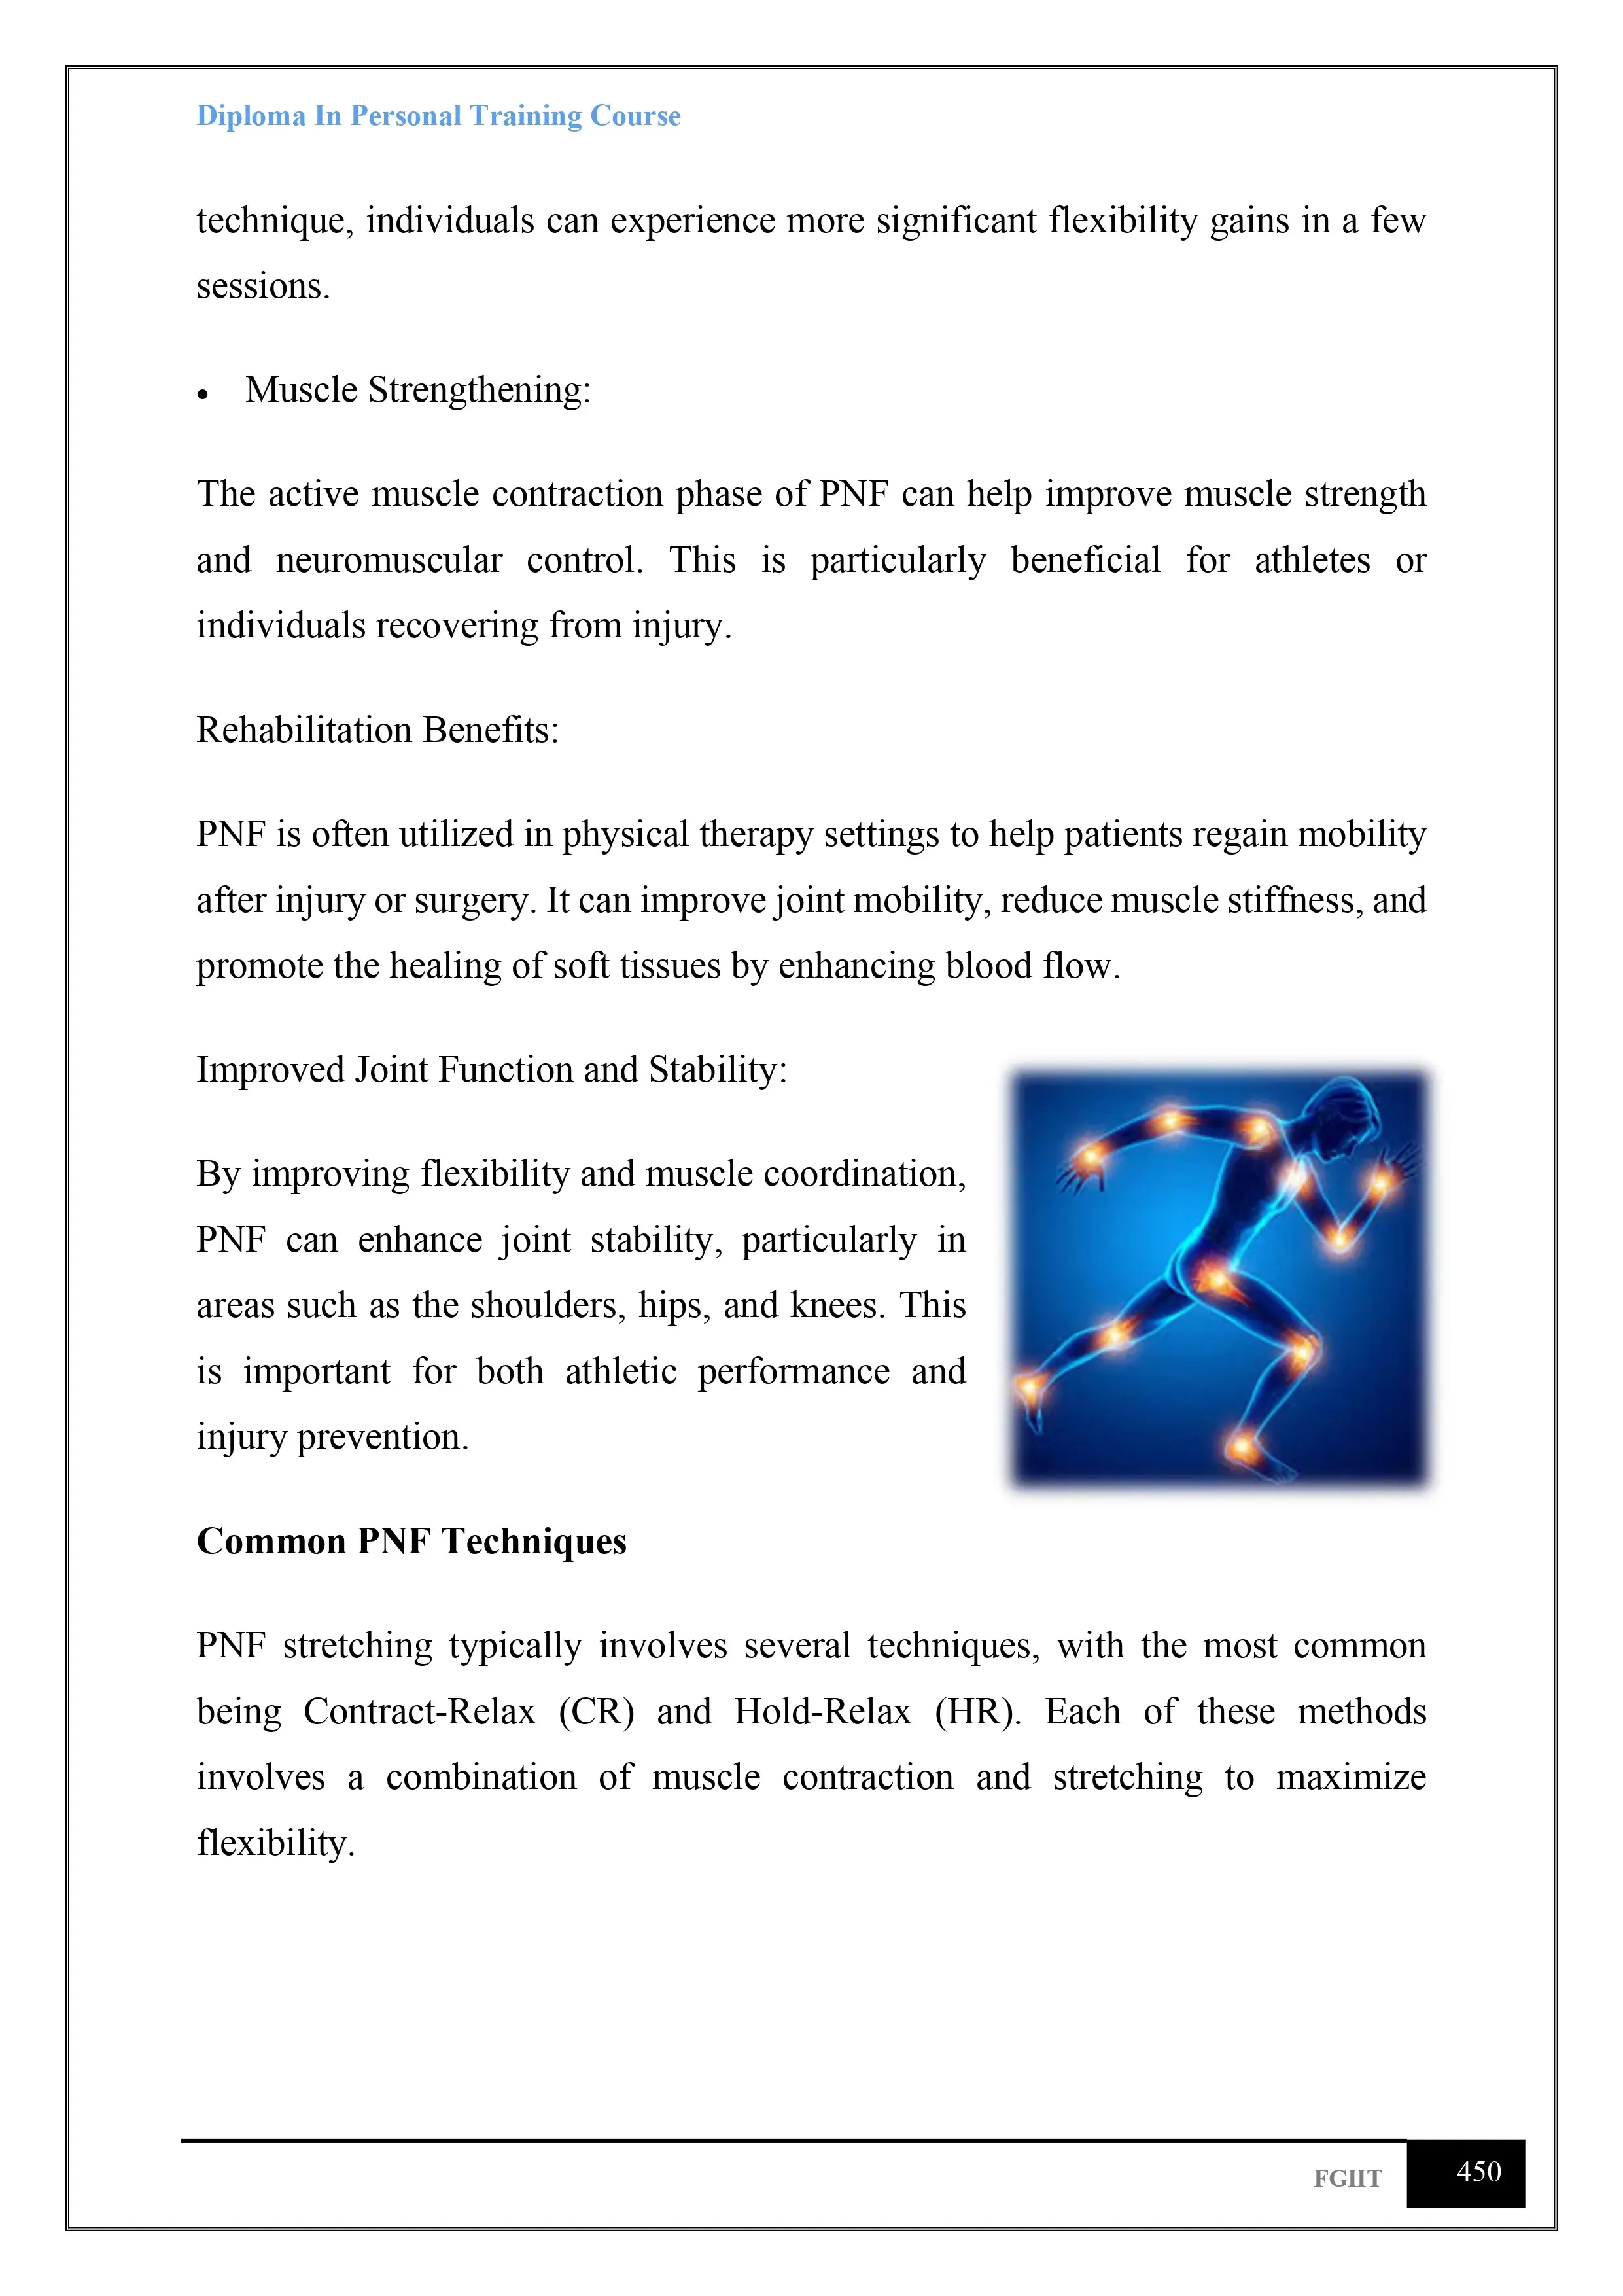 Diploma In Personal Training Course
technique, individuals can experience more significant flexibility gains in a few
sessions.
• Muscle Strengthening:
The active muscle contraction phase of PNF can help improve muscle strength
and neuromuscular control. This is particularly beneficial for athletes or
individuals recovering from injury.
Rehabilitation Benefits:
PNF is often utilized in physical therapy settings to help patients regain mobility
after injury or surgery. It can improve joint mobility, reduce muscle stiffness, and
promote the healing of soft tissues by enhancing blood flow.
Improved Joint Function and Stability:
By improving flexibility and muscle coordination,
PNF can enhance joint stability, particularly in
areas such as the shoulders, hips, and knees. This
is important for both athletic performance and
injury prevention.
Common PNF Techniques
PNF stretching typically involves several techniques, with the most common
being Contract-Relax (CR) and Hold-Relax (HR). Each of these methods
involves a combination of muscle contraction and stretching to maximize
flexibility.
FGIIT 450